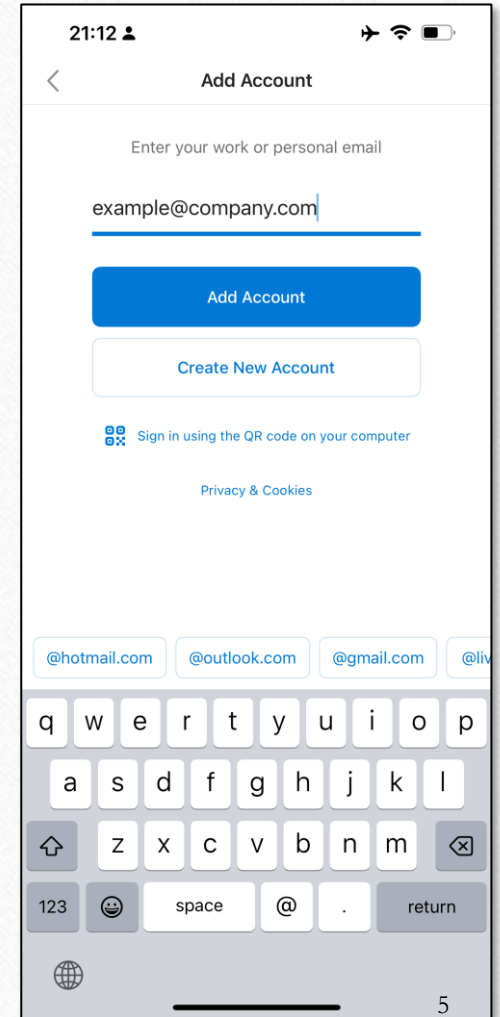 21:12
Add Account
Enter your work or personal email
example@company.com
Add Account
Create New Account
Sign in using the QR code on your computer
Privacy & Cookies
@hotmail.com @outlook.com @gmail.com @liv
q w e r t y u i o p
a s d f g h j k l
z x c v b n m
123 space @ . return
5